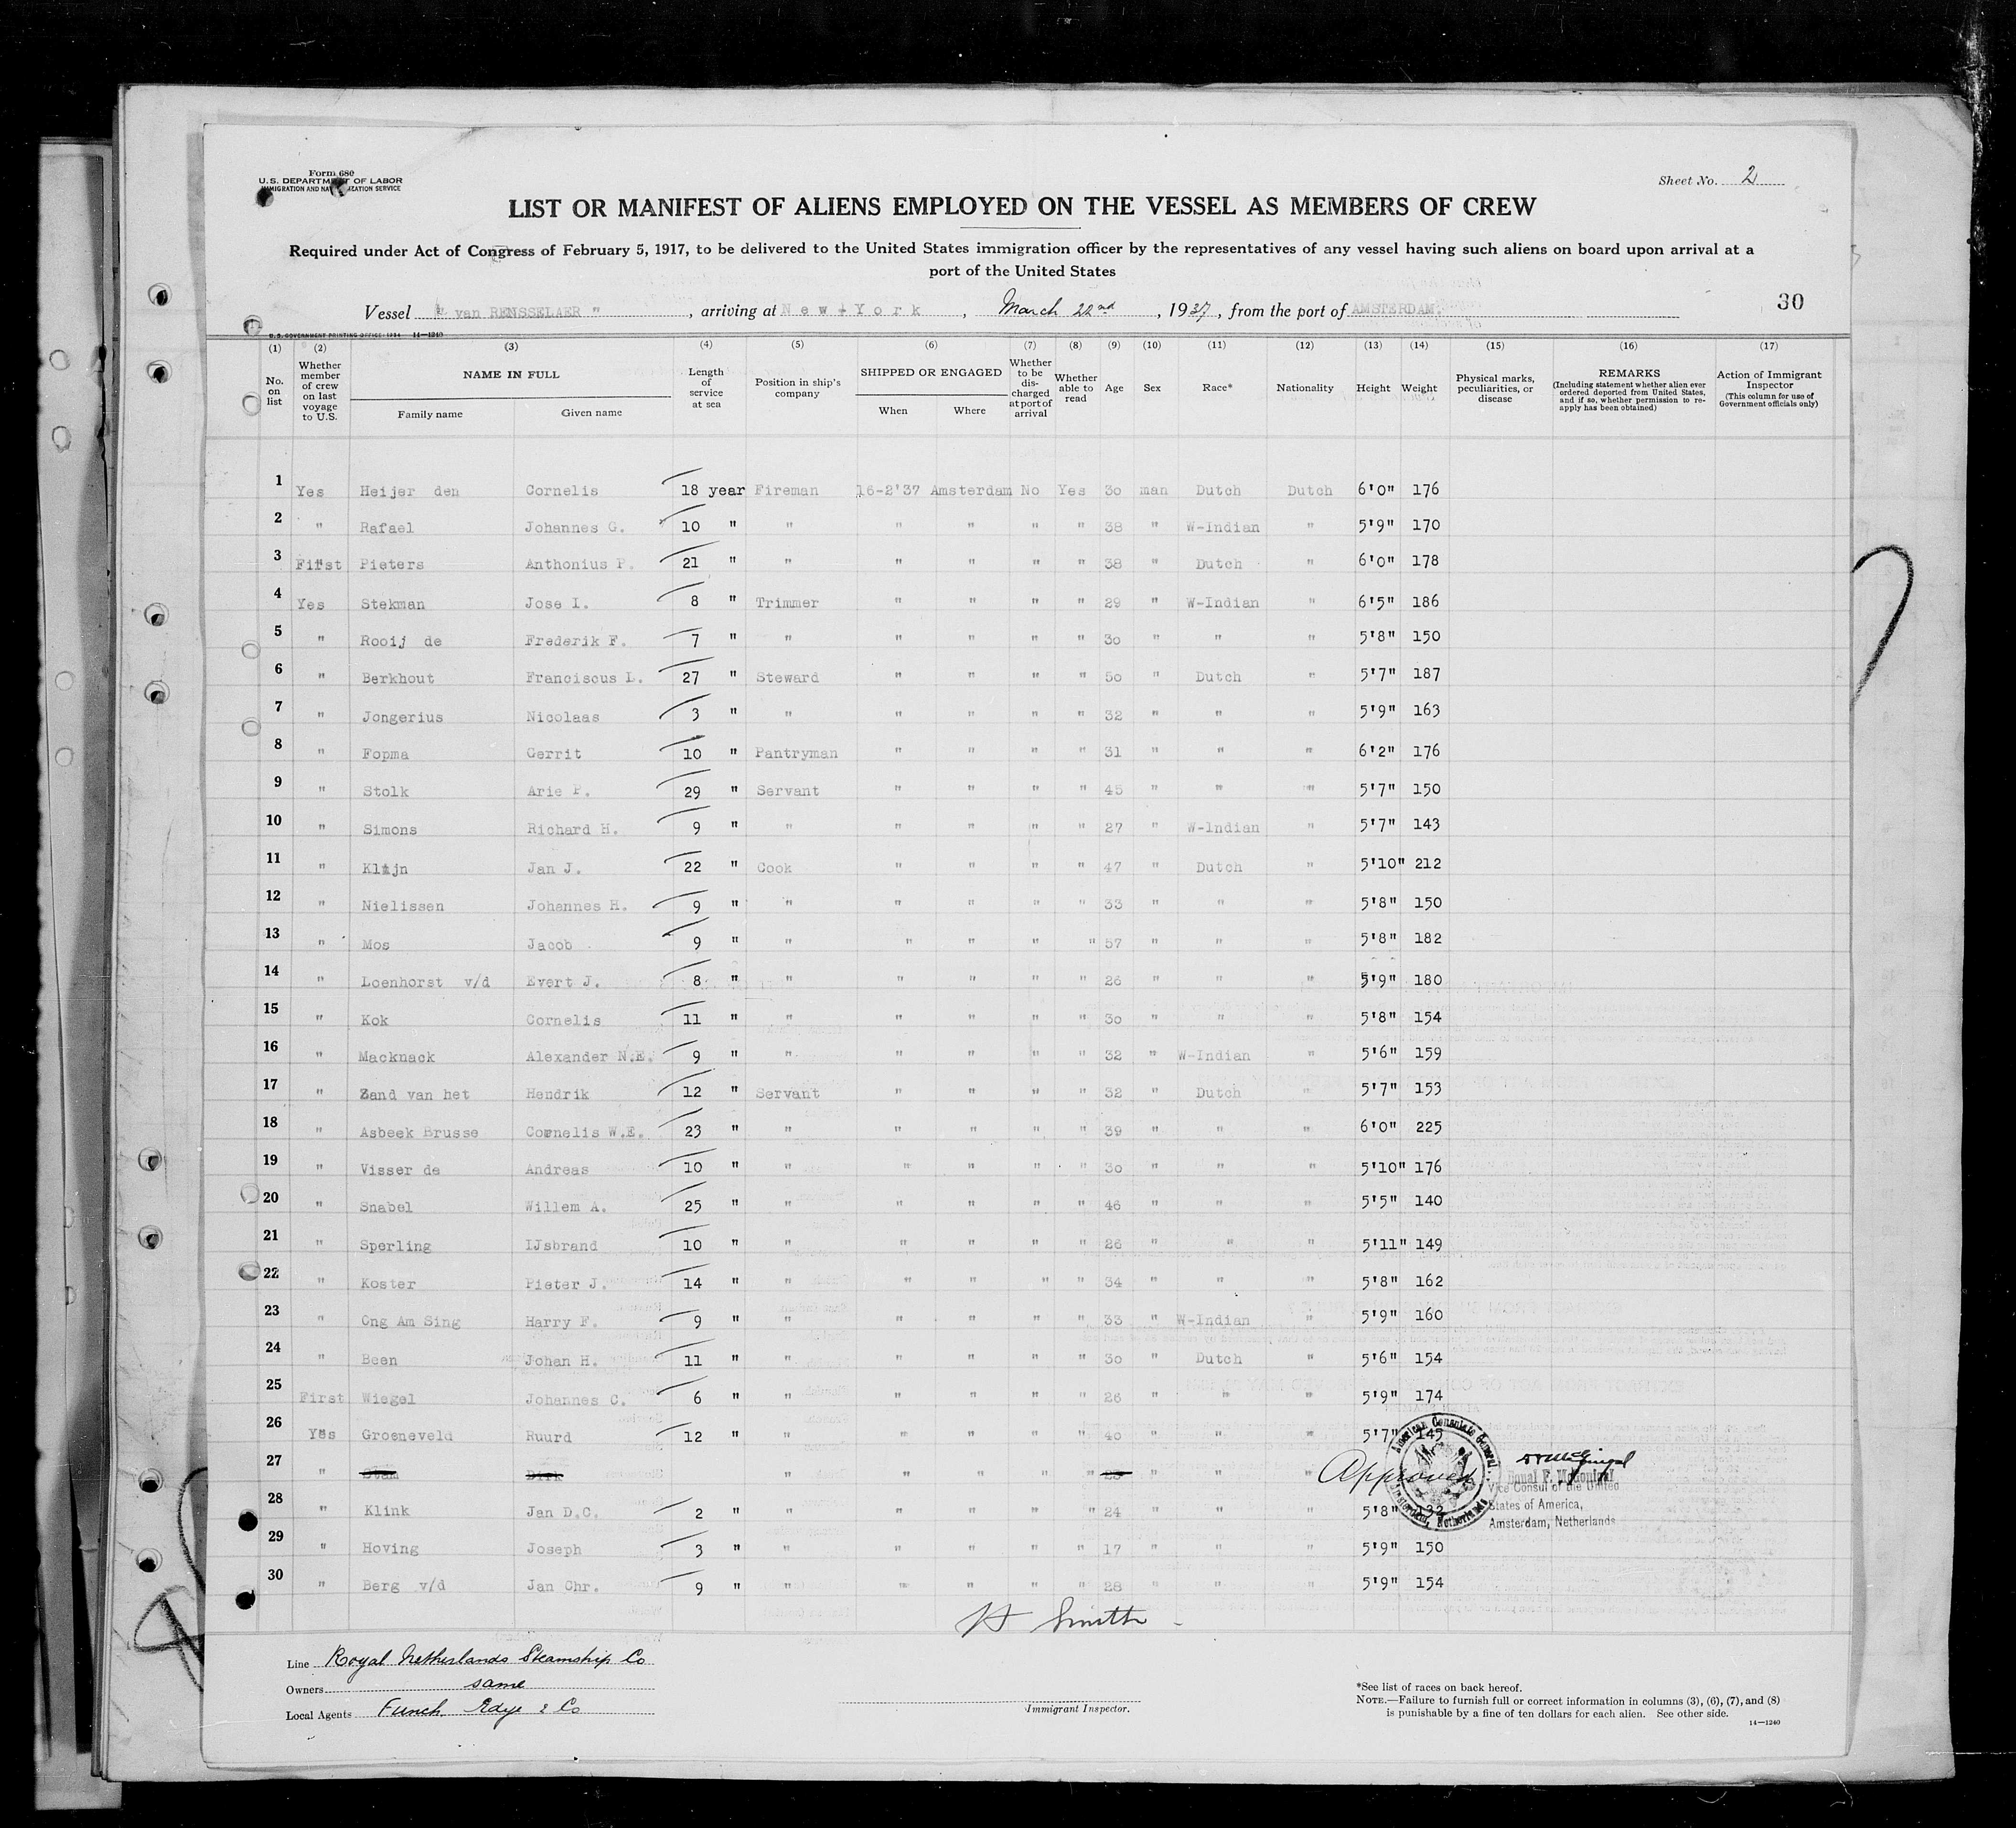 Form 680
U.S. DEPARTMENT OF LABOR
IMMIGRATION AND NATURALIZATION SERVICE
Sheet No. 2
LIST OR MANIFEST OF ALIENS EMPLOYED ON THE VESSEL AS MEMBERS OF CREW
Required under Act of Congress of February 5, 1917, to be delivered to the United States immigration officer by the representatives of any vessel having such aliens on board upon arrival at a
port of the United States
Vessel " van RENSSELAER ", arriving at New-York, March 22nd, 1937, from the port of AMSTERDAM. 30
U.S. GOVERNMENT PRINTING OFFICE: 1934 14—1240
(1) (2) (3) (4) (5) (6) (7) (8) (9) (10) (11) (12) (13) (14) (15) (16) (17)
No. on list | Whether member of crew on last voyage to U.S. | NAME IN FULL Family name Given name | Length of service at sea | Position in ship's company | SHIPPED OR ENGAGED When Where | Whether to be discharged at port of arrival | Whether able to read | Age | Sex | Race* | Nationality | Height | Weight | Physical marks, peculiarities, or disease | REMARKS (Including statement whether alien ever ordered deported from United States, and if so, whether permission to reapply has been obtained) | Action of Immigrant Inspector (This column for use of Government officials only)
1 Yes Heijer den Cornelis 18 year Fireman 16-2'37 Amsterdam No Yes 30 man Dutch Dutch 6'0" 176
2 " Rafael Johannes G. 10 " " " " " " 38 " W-Indian " 5'9" 170
3 First Pieters Anthonius P. 21 " " " " " " 38 " Dutch " 6'0" 178
4 Yes Stekman Jose I. 8 " Trimmer " " " " 29 " W-Indian " 6'5" 186
5 " Rooij de Frederik F. 7 " " " " " " 30 " " " 5'8" 150
6 " Berkhout Franciscus L. 27 " Steward " " " " 50 " Dutch " 5'7" 187
7 " Jongerius Nicolaas 3 " " " " " " 32 " " " 5'9" 163
8 " Fopma Gerrit 10 " Pantryman " " " " 31 " " " 6'2" 176
9 " Stolk Arie P. 29 " Servant " " " " 45 " " " 5'7" 150
10 " Simons Richard H. 9 " " " " " " 27 " W-Indian " 5'7" 143
11 " Klijn Jan J. 22 " Cook " " " " 47 " Dutch " 5'10" 212
12 " Nielissen Johannes H. 9 " " " " " " 33 " " " 5'8" 150
13 " Mos Jacob 9 " " " " " " 57 " " " 5'8" 182
14 " Loenhorst v/d Evert J. 8 " " " " " " 26 " " " 5'9" 180
15 " Kok Cornelis 11 " " " " " " 30 " " " 5'8" 154
16 " Macknack Alexander N.E. 9 " " " " " " 32 " W-Indian " 5'6" 159
17 " Zand van het Hendrik 12 " Servant " " " " 32 " Dutch " 5'7" 153
18 " Asbeek Brusse Cornelis W.E. 23 " " " " " " 39 " " " 6'0" 225
19 " Visser de Andreas 10 " " " " " " 30 " " " 5'10" 176
20 " Snabel Willem A. 25 " " " " " " 46 " " " 5'5" 140
21 " Sperling IJsbrand 10 " " " " " " 26 " " " 5'11" 149
22 " Koster Pieter J. 14 " " " " " " 34 " " " 5'8" 162
23 " Ong Am Sing Harry F. 9 " " " " " " 33 " W-Indian " 5'9" 160
24 " Been Johan H. 11 " " " " " " 30 " Dutch " 5'6" 154
25 First Wiegel Johannes C. 6 " " " " " " 26 " " " 5'9" 174
26 Yes Groeneveld Ruurd 12 " " " " " " 40 " " " 5'7" 145
27 " Dirk " " " " " " " " Approved
American Consulate General. Amsterdam, Netherlands
Vice Consul of the United
States of America,
Amsterdam, Netherlands
28 " Klink Jan D.C. 2 " " " " " " 24 " " " 5'8" 132
29 " Hoving Joseph 3 " " " " " " 17 " " " 5'9" 150
30 " Berg v/d Jan Chr. 9 " " " " " " 28 " " " 5'9" 154
H Smith
Line Royal Netherlands Steamship Co
Owners same
Local Agents Funch Edye & Co
Immigrant Inspector.
*See list of races on back hereof.
NOTE.—Failure to furnish full or correct information in columns (3), (6), (7), and (8)
is punishable by a fine of ten dollars for each alien. See other side.
14—1240